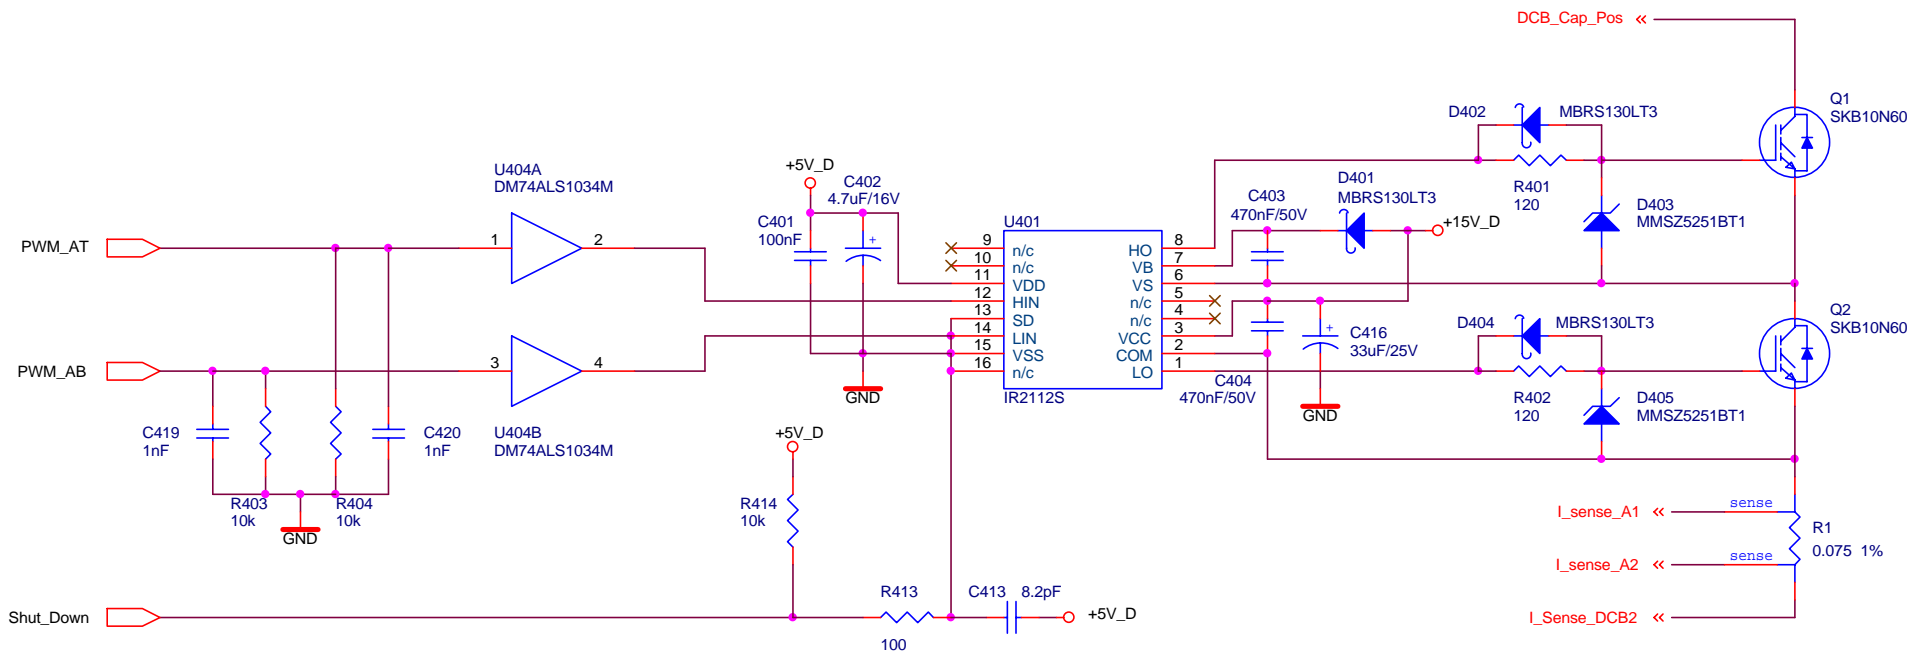 DCB_Cap_Pos
Q1
SKB10N60
D402
MBRS130LT3
R401
120
D403
MMSZ5251BT1
D401
MBRS130LT3
C403
470nF/50V
+15V_D
U404A
DM74ALS1034M
+5V_D
C402
4.7uF/16V
C401
100nF
GND
PWM_AT
1
2
U401
9
n/c
10
n/c
11
VDD
12
HIN
13
SD
14
LIN
15
VSS
16
n/c
HO
8
VB
7
VS
6
n/c
5
n/c
4
VCC
3
COM
2
LO
1
IR2112S
+
+
C416
33uF/25V
C404
470nF/50V
GND
D404
MBRS130LT3
Q2
SKB10N60
R402
120
D405
MMSZ5251BT1
PWM_AB
3
4
C419
1nF
C420
1nF
U404B
DM74ALS1034M
R403
10k
R404
10k
GND
+5V_D
R414
10k
Shut_Down
R413
100
C413
8.2pF
+5V_D
I_sense_A1
sense
R1
0.075 1%
I_sense_A2
sense
I_Sense_DCB2